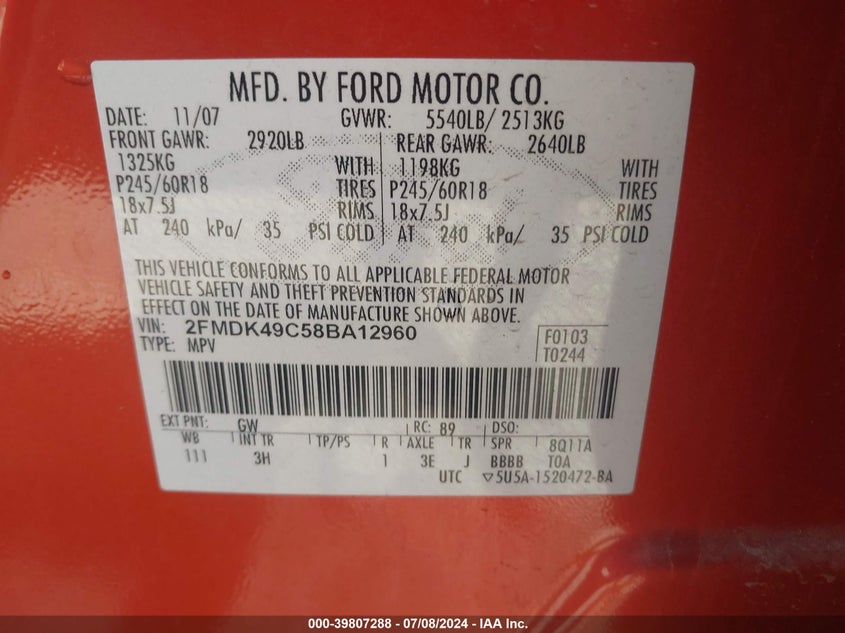 MFD. BY FORD MOTOR CO.
DATE: 11/07 GVWR: 5540LB/ 2513KG
FRONT GAWR: 2920LB REAR GAWR: 2640LB
1325KG WITH 1198KG WITH
P245/60R18 TIRES P245/60R18 TIRES
18x7.5J RIMS 18x7.5J RIMS
AT 240 kPa/ 35 PSI COLD AT 240 kPa/ 35 PSI COLD
THIS VEHICLE CONFORMS TO ALL APPLICABLE FEDERAL MOTOR
VEHICLE SAFETY AND THEFT PREVENTION STANDARDS IN
EFFECT ON THE DATE OF MANUFACTURE SHOWN ABOVE.
VIN: 2FMDK49C58BA12960 F0103
TYPE: MPV T0244
EXT PNT: GW RC: 89 DSO:
WB INT TR TP/PS R AXLE TR SPR 8Q11A
111 3H 1 3E J BBBB T0A
UTC ▽5U5A-1520472-BA
000-39807288 - 07/08/2024 - IAA Inc.